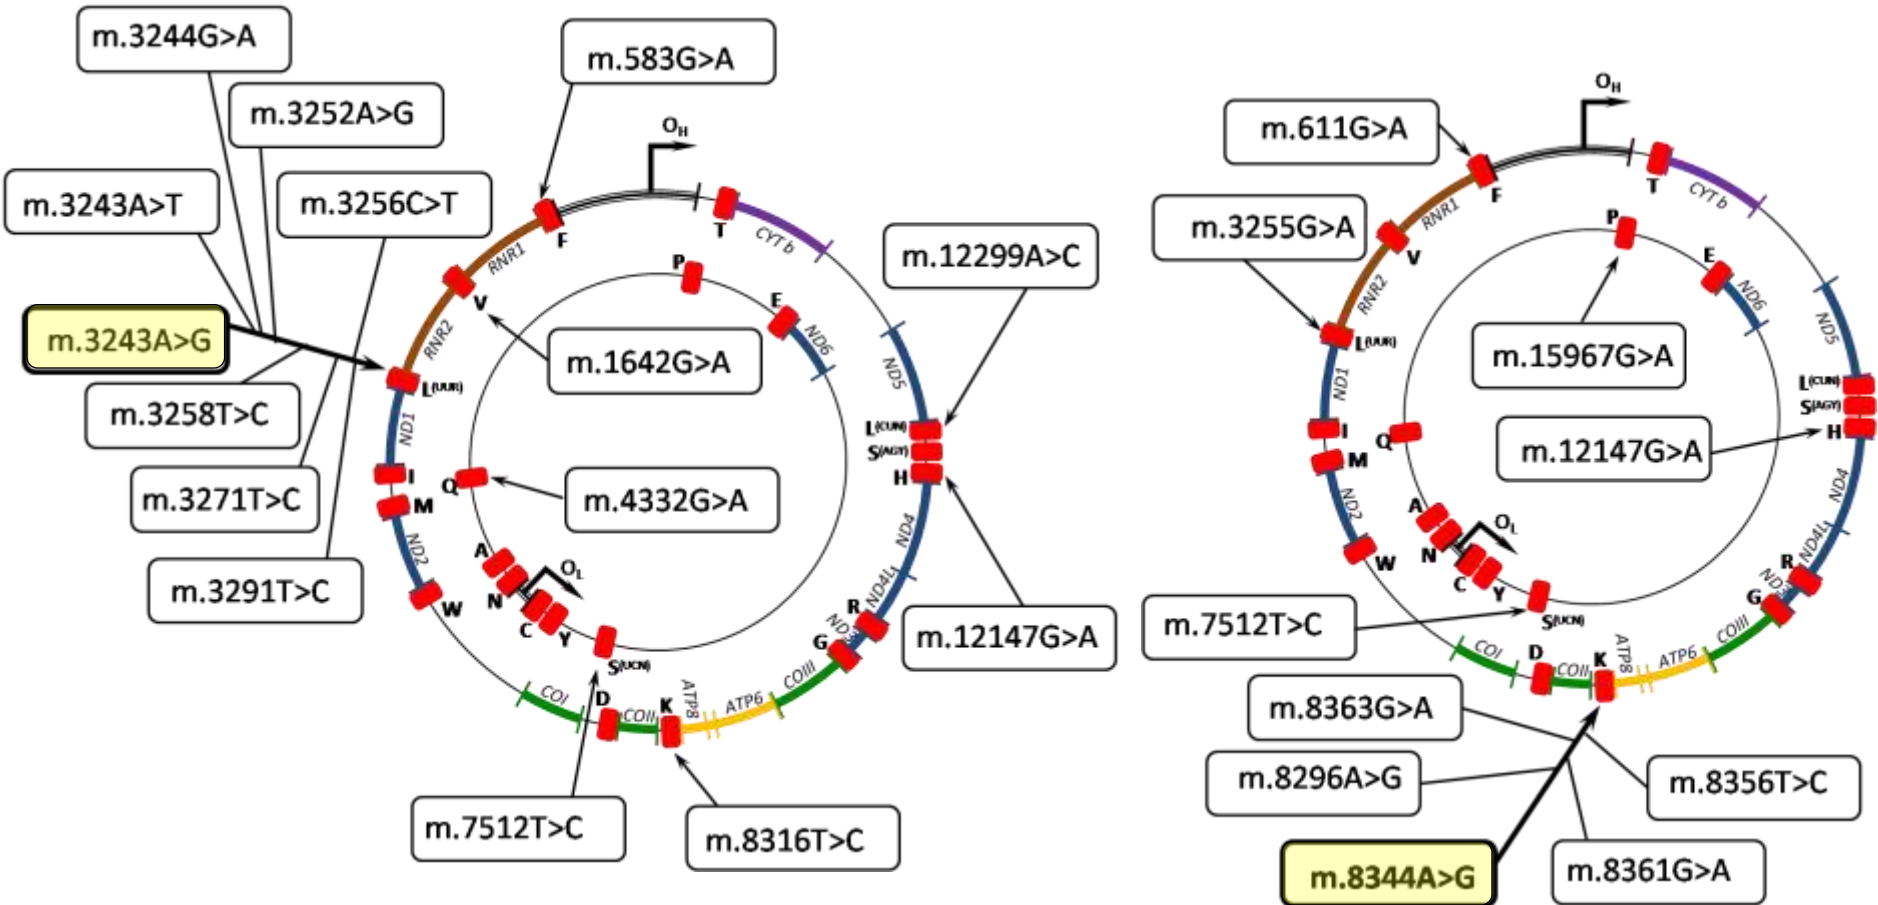 m.3244G>A
m.583G>A
m.3252A>G
m.3243A>T
m.3256C>T
m.3243A>G
m.3258T>C
m.3271T>C
m.3291T>C
m.1642G>A
m.4332G>A
m.12299A>C
m.12147G>A
m.7512T>C
m.8316T>C
OH
T
CYT b
F
RNR1
V
RNR2
L(UUR)
ND1
I
M
ND2
W
COI
D
COII
K
ATP8
ATP6
COIII
G
ND3
R
ND4L
ND4
H
S(AGY)
L(CUN)
ND5
P
E
ND6
Q
A
N
OL
C
Y
S(UCN)
m.611G>A
m.3255G>A
m.15967G>A
m.12147G>A
m.7512T>C
m.8363G>A
m.8296A>G
m.8344A>G
m.8356T>C
m.8361G>A
OH
T
CYT b
F
RNR1
V
RNR2
L(UUR)
ND1
I
M
ND2
W
COI
D
COII
K
ATP8
ATP6
COIII
G
ND3
R
ND4L
ND4
H
S(AGY)
L(CUN)
ND5
P
E
ND6
Q
A
N
OL
C
Y
S(UCN)